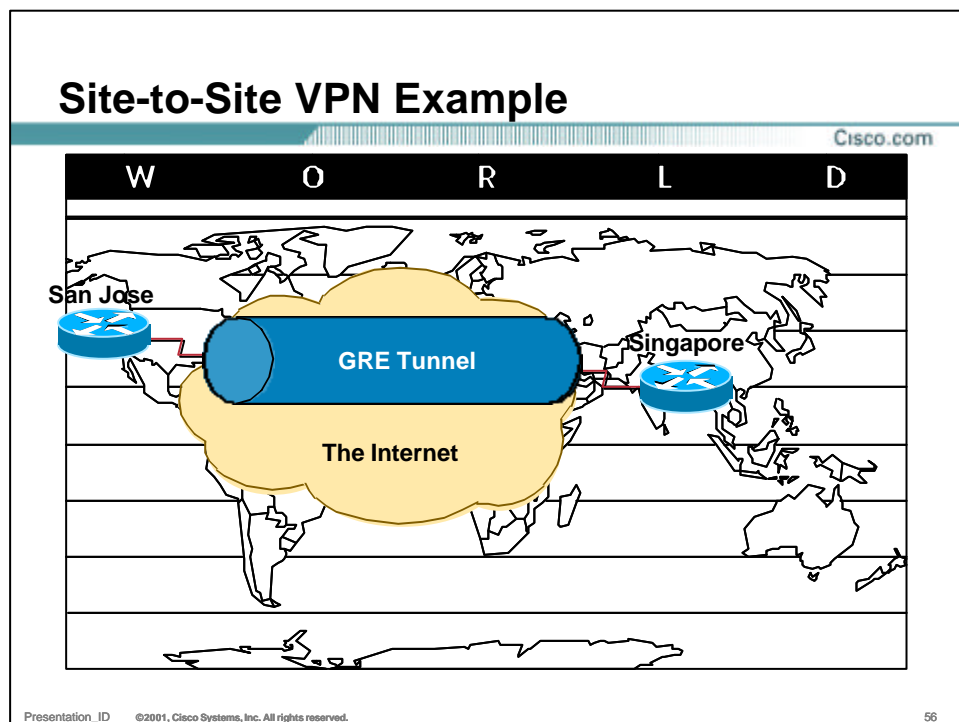 Site-to-Site VPN Example
Cisco.com
W O R L D
San Jose
GRE Tunnel
Singapore
The Internet
Presentation_ID ©2001, Cisco Systems, Inc. All rights reserved. 56